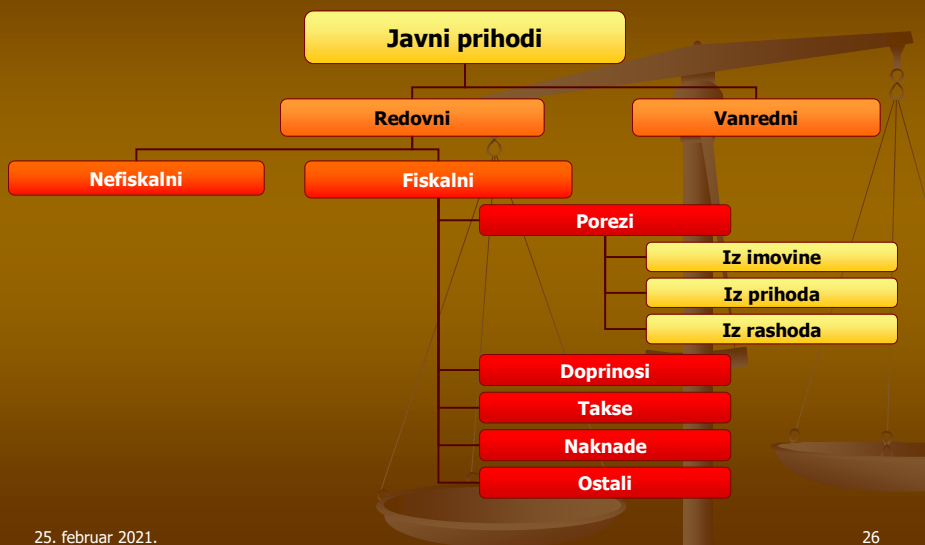 Javni prihodi
Redovni
Vanredni
Nefiskalni
Fiskalni
Porezi
Iz imovine
Iz prihoda
Iz rashoda
Doprinosi
Takse
Naknade
Ostali
25. februar 2021.
26